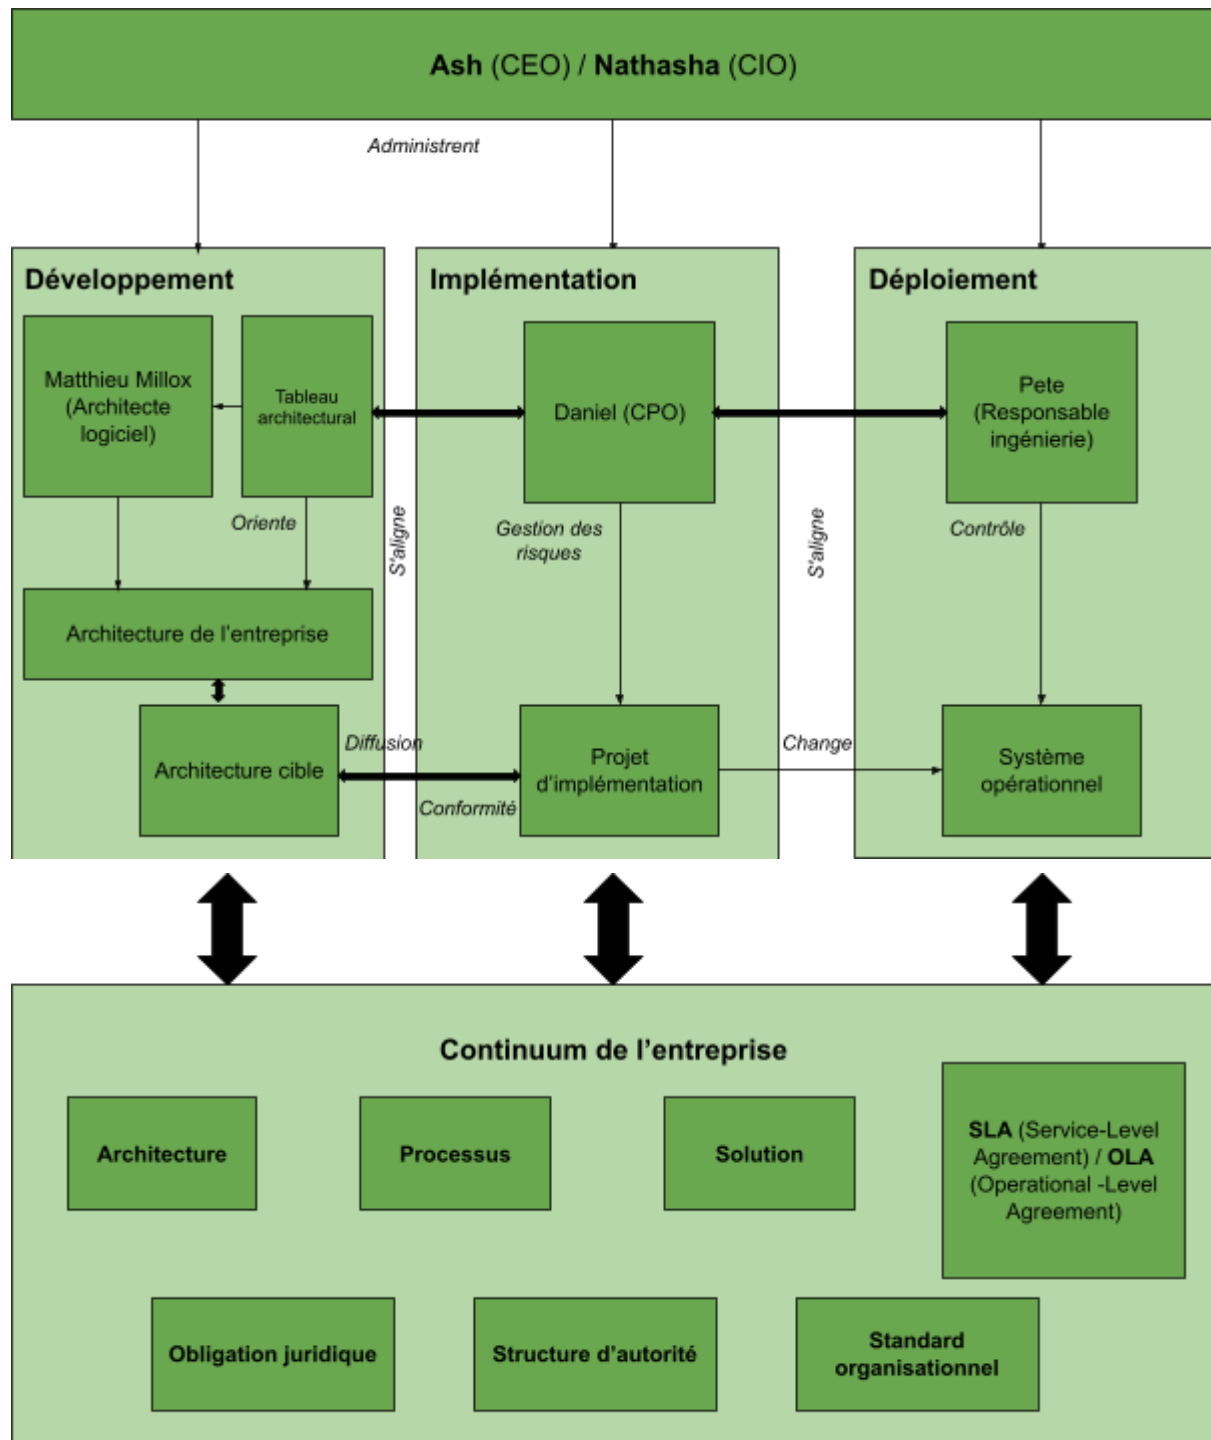 Ash (CEO) / Nathasha (CIO)
Administrent
Développement
Matthieu Millox
(Architecte
logiciel)
Tableau
architectural
Oriente
Architecture de l'entreprise
Architecture cible
S'aligne
Diffusion
Conformité
Implémentation
Daniel (CPO)
Gestion des
risques
Projet
d'implémentation
S'aligne
Change
Déploiement
Pete
(Responsable
ingénierie)
Contrôle
Système
opérationnel
Continuum de l'entreprise
Architecture
Processus
Solution
SLA (Service-Level
Agreement) / OLA
(Operational -Level
Agreement)
Obligation juridique
Structure d'autorité
Standard
organisationnel